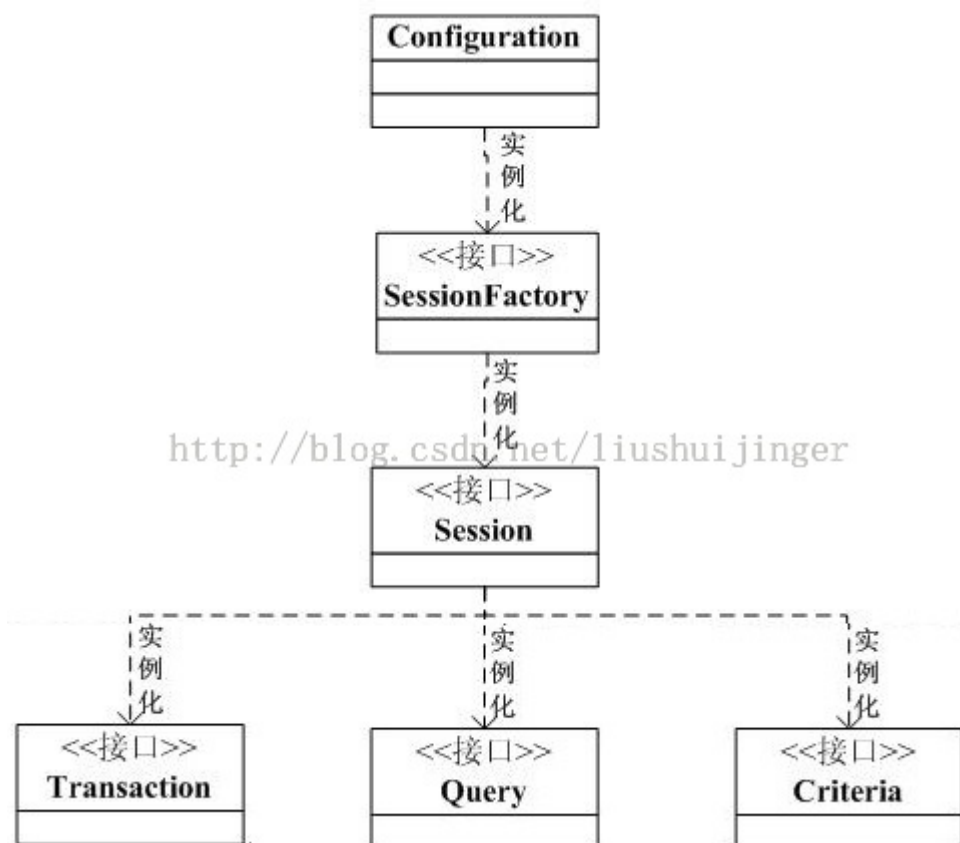 Configuration
实例化
<<接口>>
SessionFactory
实例化
http://blog.csdn.net/liushuijinger
<<接口>>
Session
实例化
实例化
实例化
<<接口>>
Transaction
<<接口>>
Query
<<接口>>
Criteria